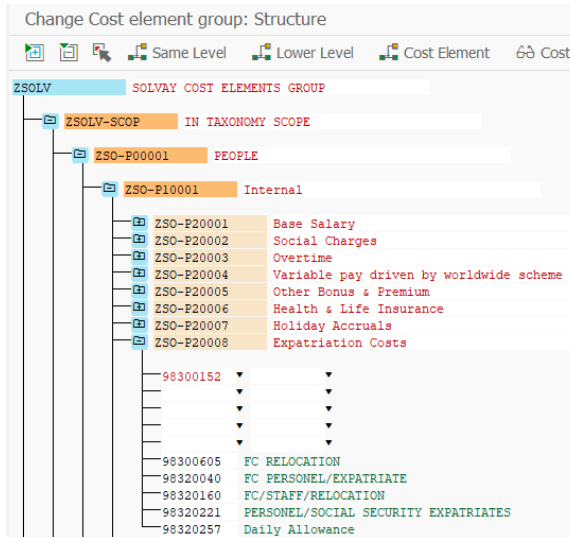 Change Cost element group: Structure
Same Level Lower Level Cost Element Cost
ZSOLV SOLVAY COST ELEMENTS GROUP
ZSOLV-SCOP IN TAXONOMY SCOPE
ZSO-P00001 PEOPLE
ZSO-P10001 Internal
ZSO-P20001 Base Salary
ZSO-P20002 Social Charges
ZSO-P20003 Overtime
ZSO-P20004 Variable pay driven by worldwide scheme
ZSO-P20005 Other Bonus & Premium
ZSO-P20006 Health & Life Insurance
ZSO-P20007 Holiday Accruals
ZSO-P20008 Expatriation Costs
98300152
98300605 FC RELOCATION
98320040 FC PERSONEL/EXPATRIATE
98320160 FC/STAFF/RELOCATION
98320221 PERSONEL/SOCIAL SECURITY EXPATRIATES
98320257 Daily Allowance